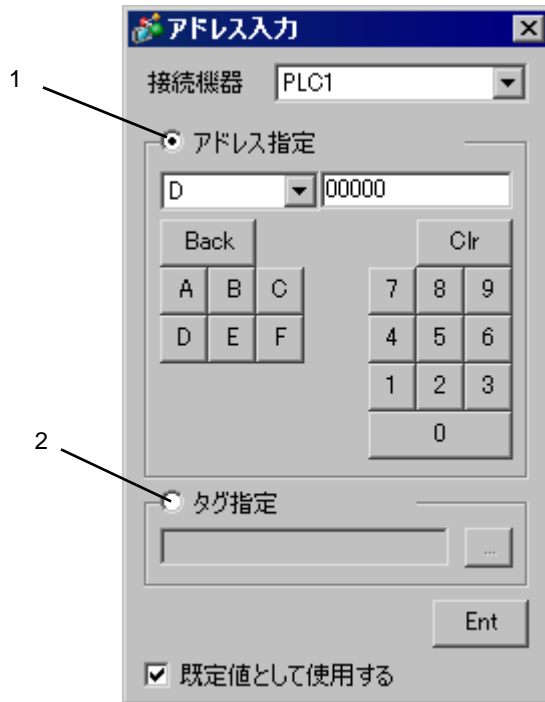 アドレス入力
接続機器 PLC1
1
アドレス指定
D 00000
Back Clr
A B C 7 8 9
D E F 4 5 6
1 2 3
0
2
タグ指定
...
Ent
既定値として使用する